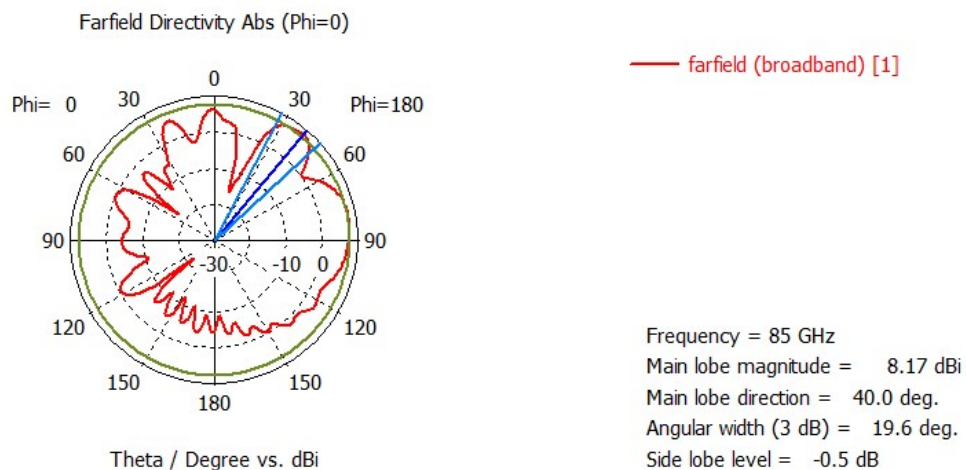 Farfield Directivity Abs (Phi=0)
farfield (broadband) [1]
Phi= 0
30
0
30
Phi=180
60
60
90
-30
-10
0
90
120
120
150
180
150
Theta / Degree vs. dBi
Frequency = 85 GHz
Main lobe magnitude = 8.17 dBi
Main lobe direction = 40.0 deg.
Angular width (3 dB) = 19.6 deg.
Side lobe level = -0.5 dB